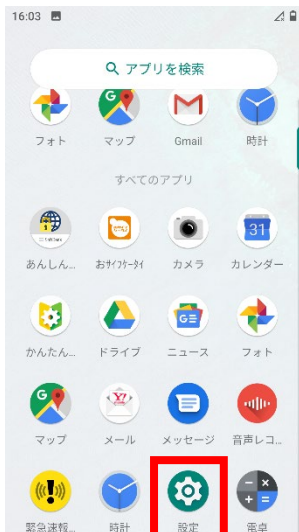 16:03
アプリを検索
フォト マップ Gmail 時計
すべてのアプリ
あんしん... おサイフケータイ カメラ カレンダー
かんたん... ドライブ ニュース フォト
マップ メール メッセージ 音声レコ...
緊急速報... 時計 設定 電卓